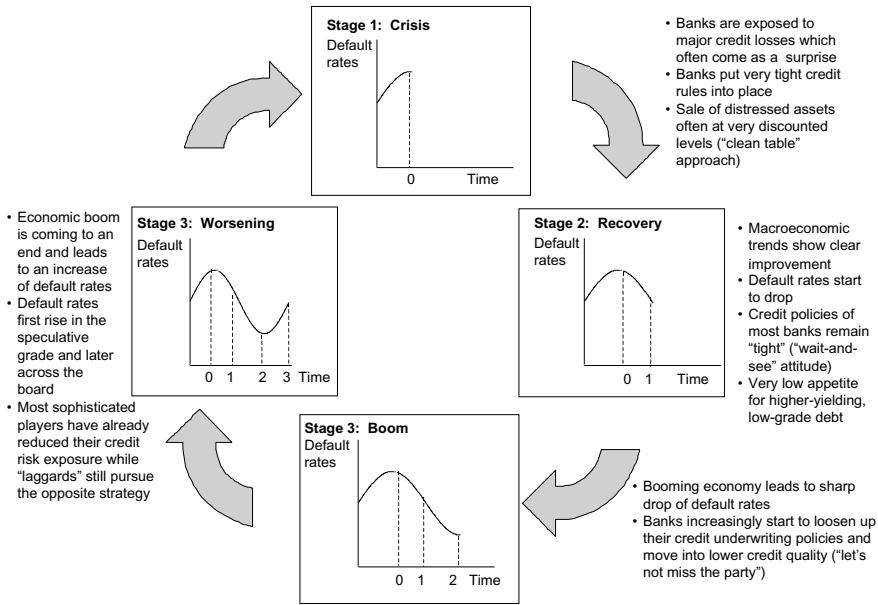 Stage 1: Crisis
Default
rates
0 Time
• Banks are exposed to
major credit losses which
often come as a surprise
• Banks put very tight credit
rules into place
• Sale of distressed assets
often at very discounted
levels (“clean table”
approach)
Stage 2: Recovery
Default
rates
0 1 Time
• Macroeconomic
trends show clear
improvement
• Default rates start
to drop
• Credit policies of
most banks remain
“tight” (“wait-and-
see” attitude)
• Very low appetite
for higher-yielding,
low-grade debt
Stage 3: Boom
Default
rates
0 1 2 Time
• Booming economy leads to sharp
drop of default rates
• Banks increasingly start to loosen up
their credit underwriting policies and
move into lower credit quality (“let’s
not miss the party”)
Stage 3: Worsening
Default
rates
0 1 2 3 Time
• Economic boom
is coming to an
end and leads
to an increase
of default rates
• Default rates
first rise in the
speculative
grade and later
across the
board
• Most sophisticated
players have already
reduced their credit
risk exposure while
“laggards” still pursue
the opposite strategy